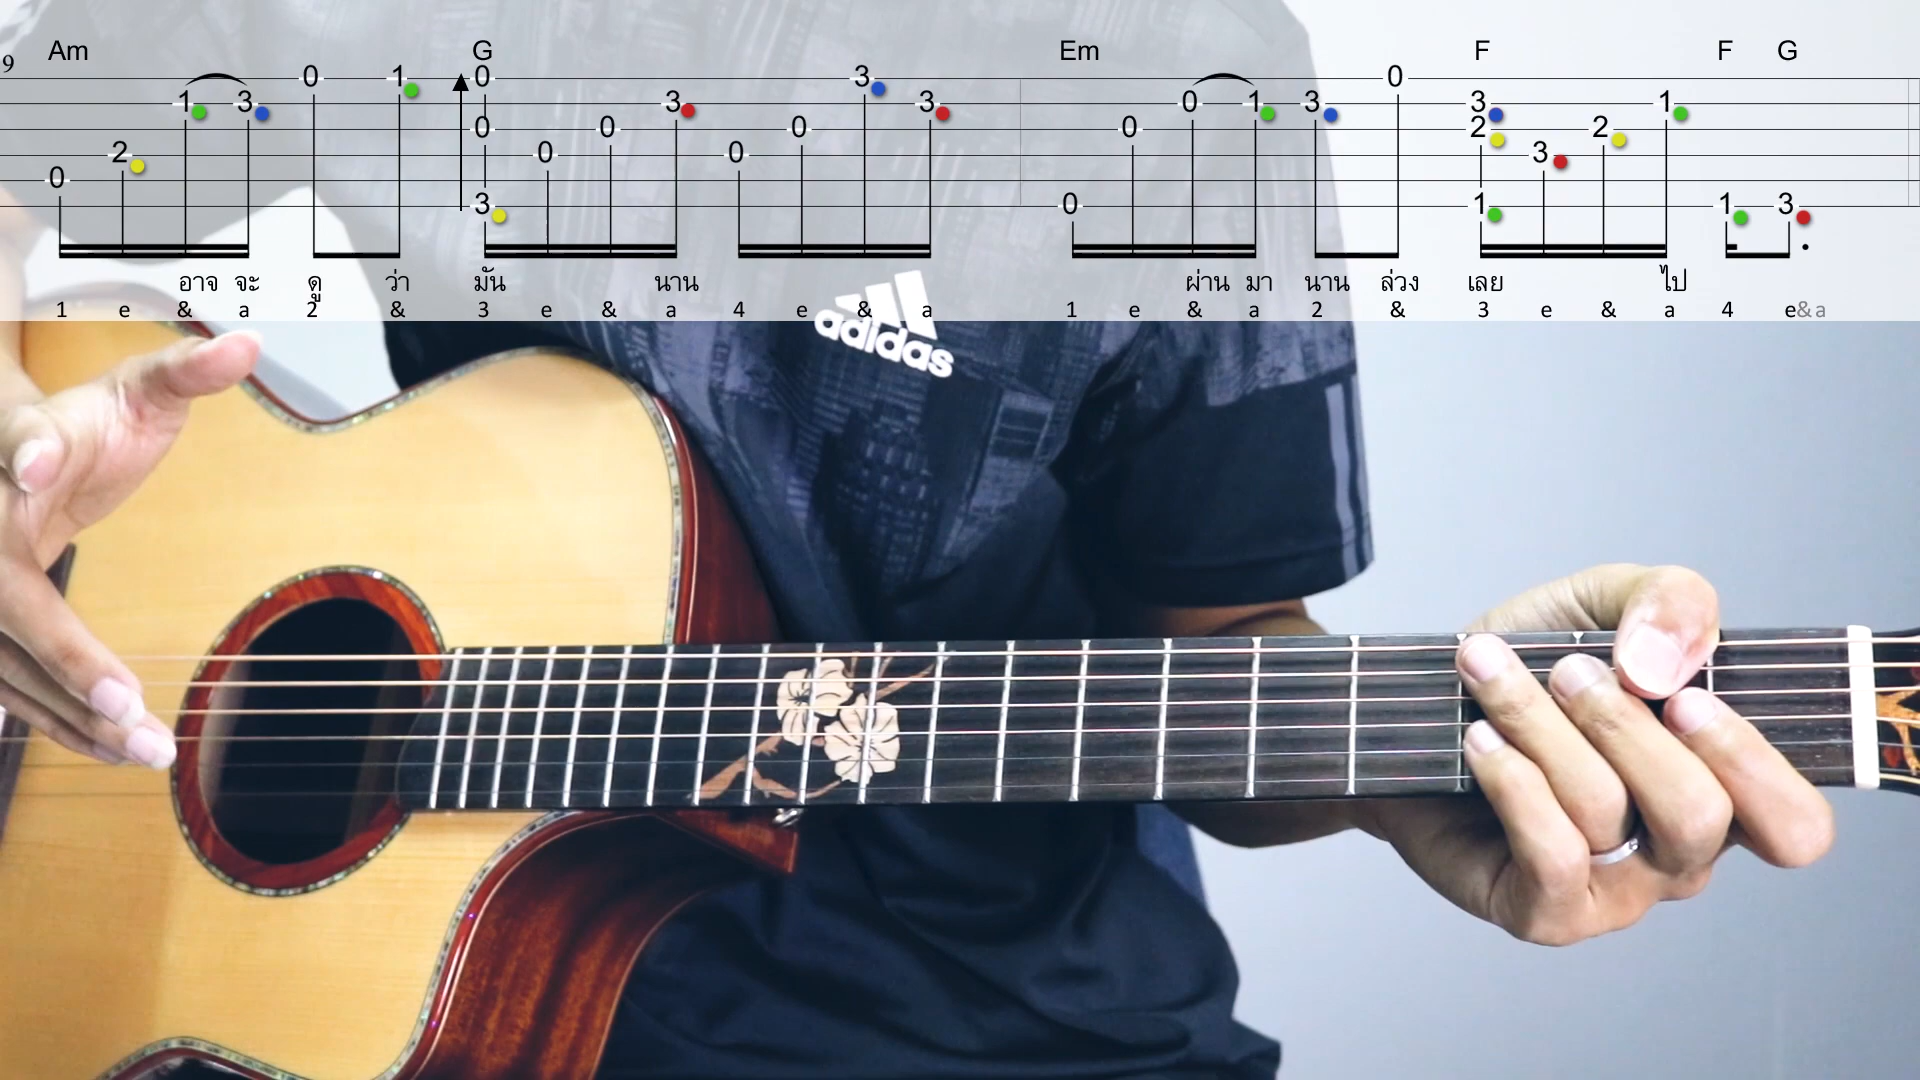 Am G Em F F G
9
0 1 0 3 0
1 3 3 3 0 1 3 3 1
0 0 0 0 2 2
2 0 0 3
0
3 0 1 1 3
อาจ จะ ดู ว่า มัน นาน ผ่าน มา นาน ล่วง เลย ไป
1 e & a 2 & 3 e & a 4 e & a 1 e & a 2 & 3 e & a 4 e & a
adidas